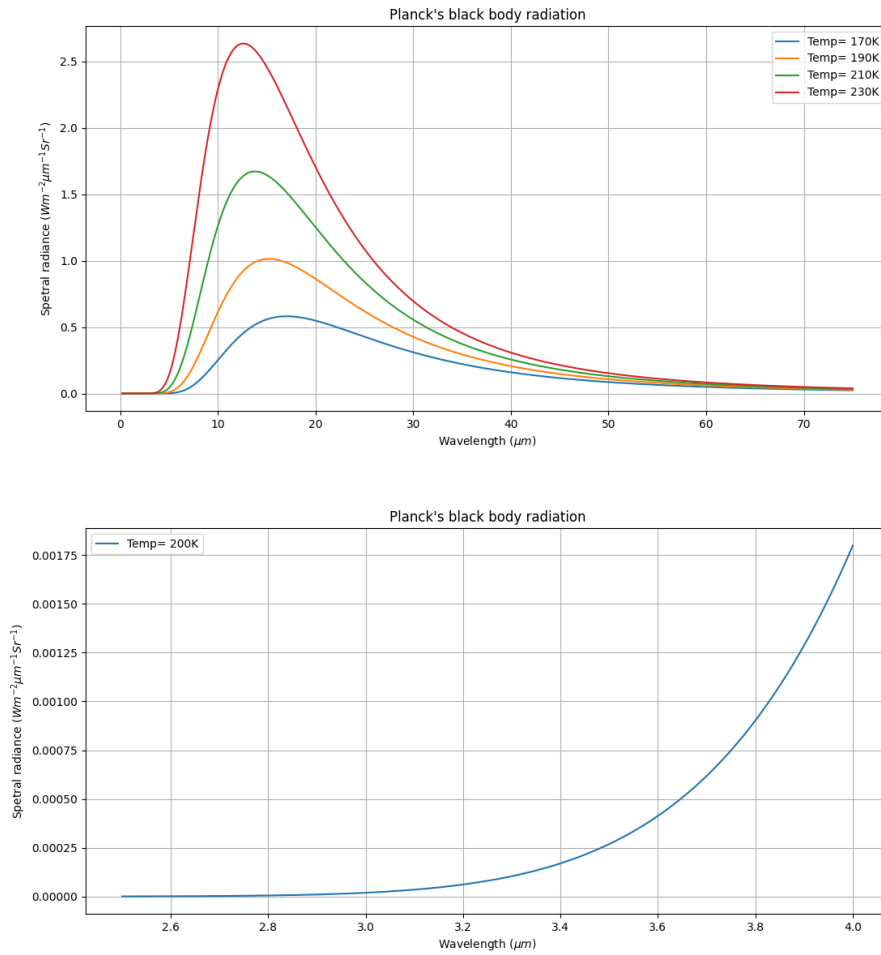 Planck's black body radiation
Temp= 170K
Temp= 190K
Temp= 210K
Temp= 230K
Spetral radiance (Wm⁻²μm⁻¹Sr⁻¹)
2.5
2.0
1.5
1.0
0.5
0.0
0 10 20 30 40 50 60 70
Wavelength (μm)
Planck's black body radiation
Temp= 200K
Spetral radiance (Wm⁻²μm⁻¹Sr⁻¹)
0.00175
0.00150
0.00125
0.00100
0.00075
0.00050
0.00025
0.00000
2.6 2.8 3.0 3.2 3.4 3.6 3.8 4.0
Wavelength (μm)